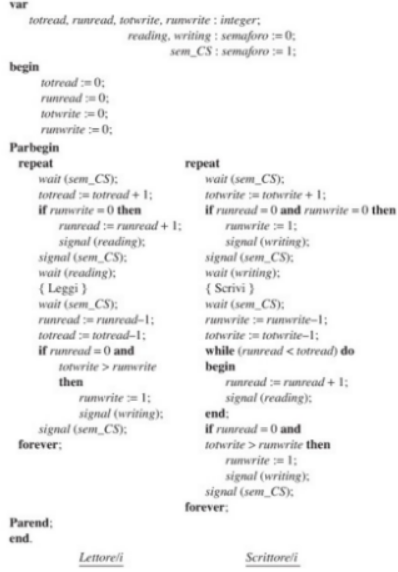 var
totread, runread, totwrite, runwrite : integer;
reading, writing : semaforo := 0;
sem_CS : semaforo := 1;
begin
totread := 0;
runread := 0;
totwrite := 0;
runwrite := 0;
Parbegin
repeat
wait (sem_CS);
totread := totread + 1;
if runwrite = 0 then
runread := runread + 1;
signal (reading);
signal (sem_CS);
wait (reading);
{ Leggi }
wait (sem_CS);
runread := runread–1;
totread := totread–1;
if runread = 0 and
totwrite > runwrite
then
runwrite := 1;
signal (writing);
signal (sem_CS);
forever;
repeat
wait (sem_CS);
totwrite := totwrite + 1;
if runread = 0 and runwrite = 0 then
runwrite := 1;
signal (writing);
signal (sem_CS);
wait (writing);
{ Scrivi }
wait (sem_CS);
runwrite := runwrite–1;
totwrite := totwrite–1;
while (runread < totread) do
begin
runread := runread + 1;
signal (reading);
end;
if runread = 0 and
totwrite > runwrite then
runwrite := 1;
signal (writing);
signal (sem_CS);
forever;
Parend;
end.
Lettore/i
Scrittore/i